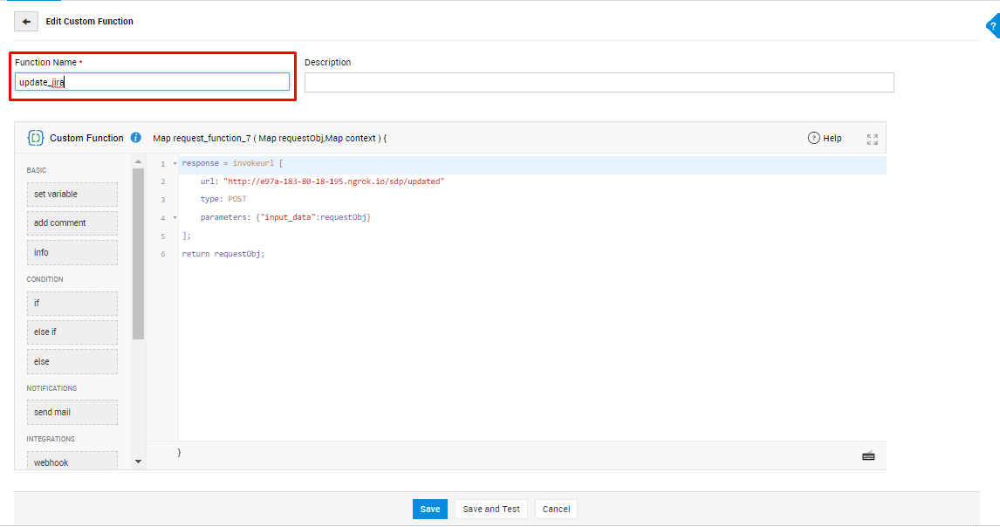 Edit Custom Function
?
Function Name *
Description
update_jira
Custom Function i Map request_function_7 ( Map requestObj,Map context ) {
? Help
BASIC
set variable
add comment
info
CONDITION
if
else if
else
NOTIFICATIONS
send mail
INTEGRATIONS
webhook
1 response = invokeurl [
2 url: "http://e97a-183-80-18-195.ngrok.io/sdp/updated"
3 type: POST
4 parameters: {"input_data":requestObj}
5 ];
6 return requestObj;
}
Save
Save and Test
Cancel